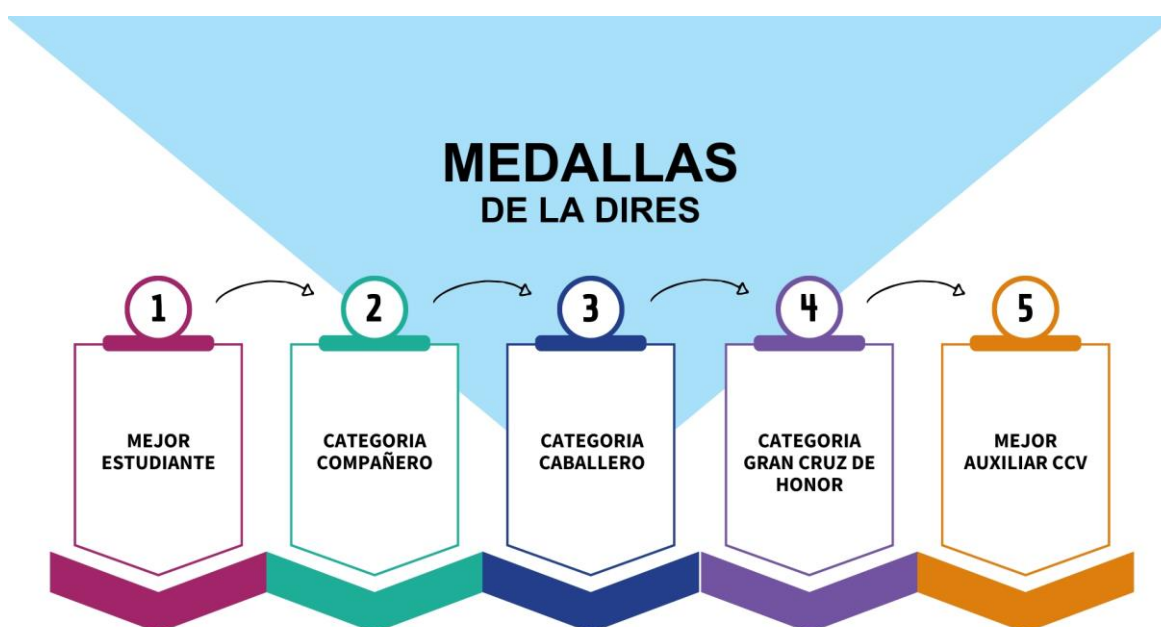 MEDALLAS
DE LA DIRES
1
2
3
4
5
MEJOR
ESTUDIANTE
CATEGORIA
COMPAÑERO
CATEGORIA
CABALLERO
CATEGORIA
GRAN CRUZ DE
HONOR
MEJOR
AUXILIAR CCV